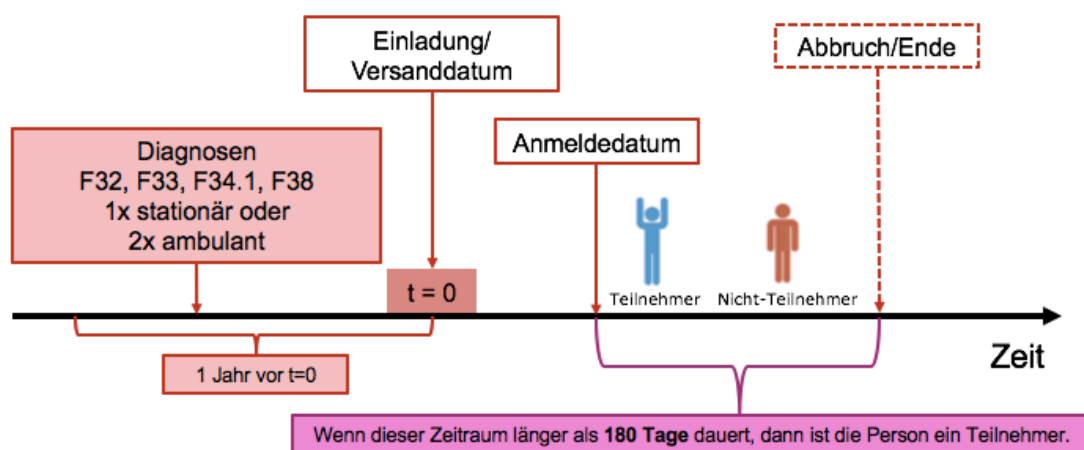 Einladung/
Versanddatum
Abbruch/Ende
Anmeldedatum
Diagnosen
F32, F33, F34.1, F38
1x stationär oder
2x ambulant
t = 0
Teilnehmer
Nicht-Teilnehmer
Zeit
1 Jahr vor t=0
Wenn dieser Zeitraum länger als 180 Tage dauert, dann ist die Person ein Teilnehmer.